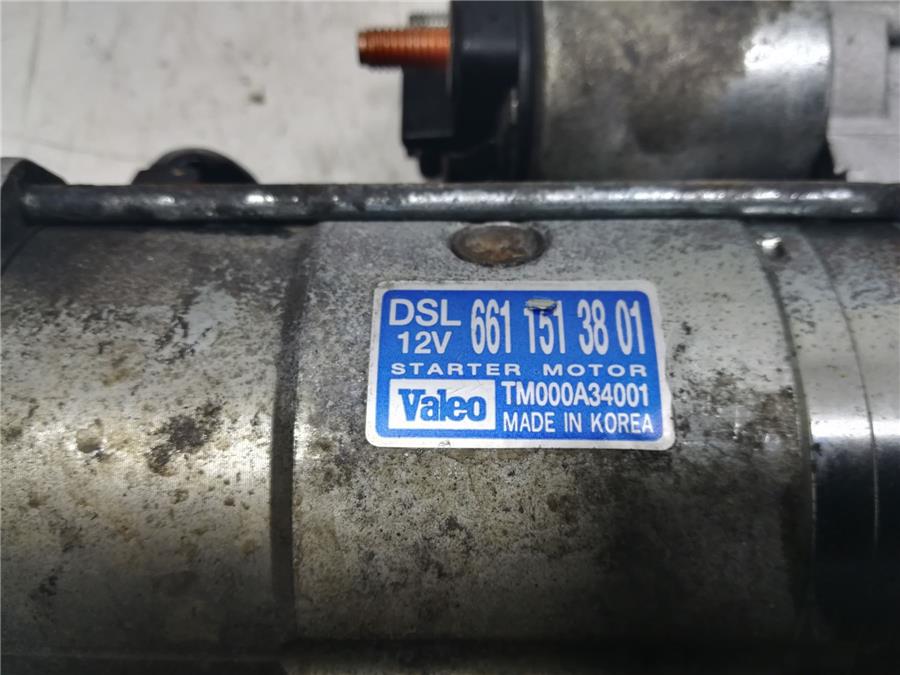 DSL 661 151 38 01
12V
STARTER MOTOR
Valeo TM000A34001
MADE IN KOREA